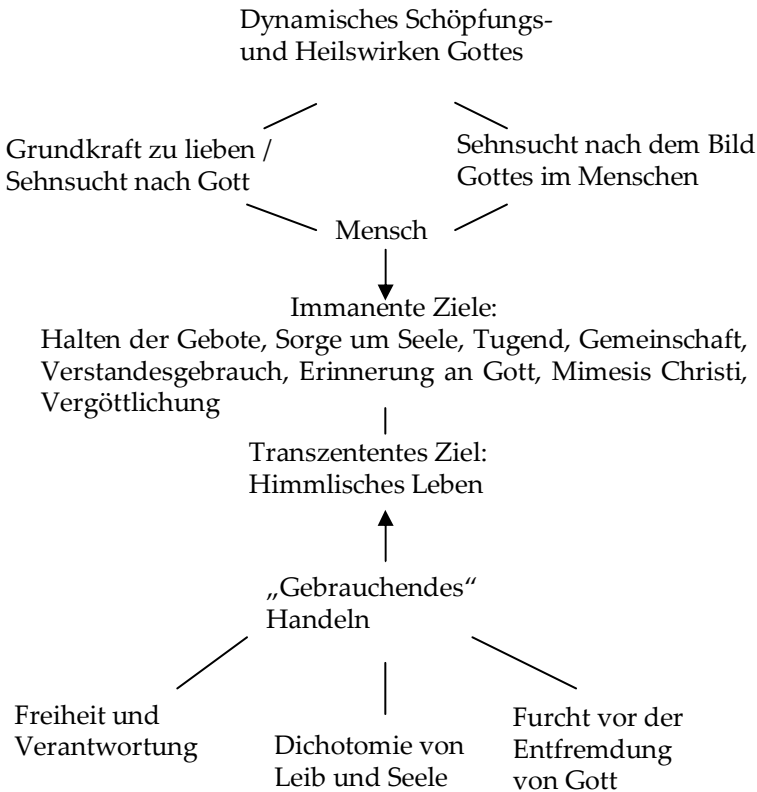 Dynamisches Schöpfungs-
und Heilswirken Gottes
Grundkraft zu lieben /
Sehnsucht nach Gott
Sehnsucht nach dem Bild
Gottes im Menschen
Mensch
Immanente Ziele:
Halten der Gebote, Sorge um Seele, Tugend, Gemeinschaft,
Verstandesgebrauch, Erinnerung an Gott, Mimesis Christi,
Vergöttlichung
Transzententes Ziel:
Himmlisches Leben
„Gebrauchendes“
Handeln
Freiheit und
Verantwortung
Dichotomie von
Leib und Seele
Furcht vor der
Entfremdung
von Gott